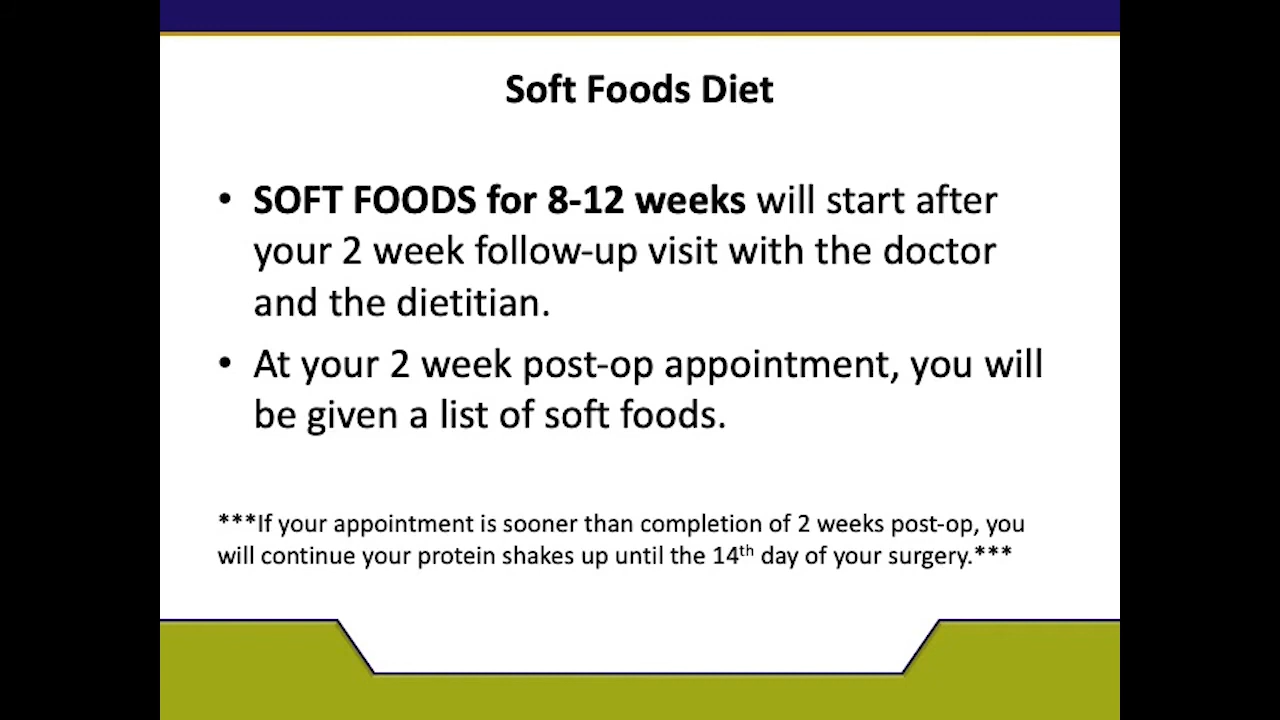 Soft Foods Diet
• SOFT FOODS for 8-12 weeks will start after
your 2 week follow-up visit with the doctor
and the dietitian.
• At your 2 week post-op appointment, you will
be given a list of soft foods.
***If your appointment is sooner than completion of 2 weeks post-op, you
will continue your protein shakes up until the 14th day of your surgery.***